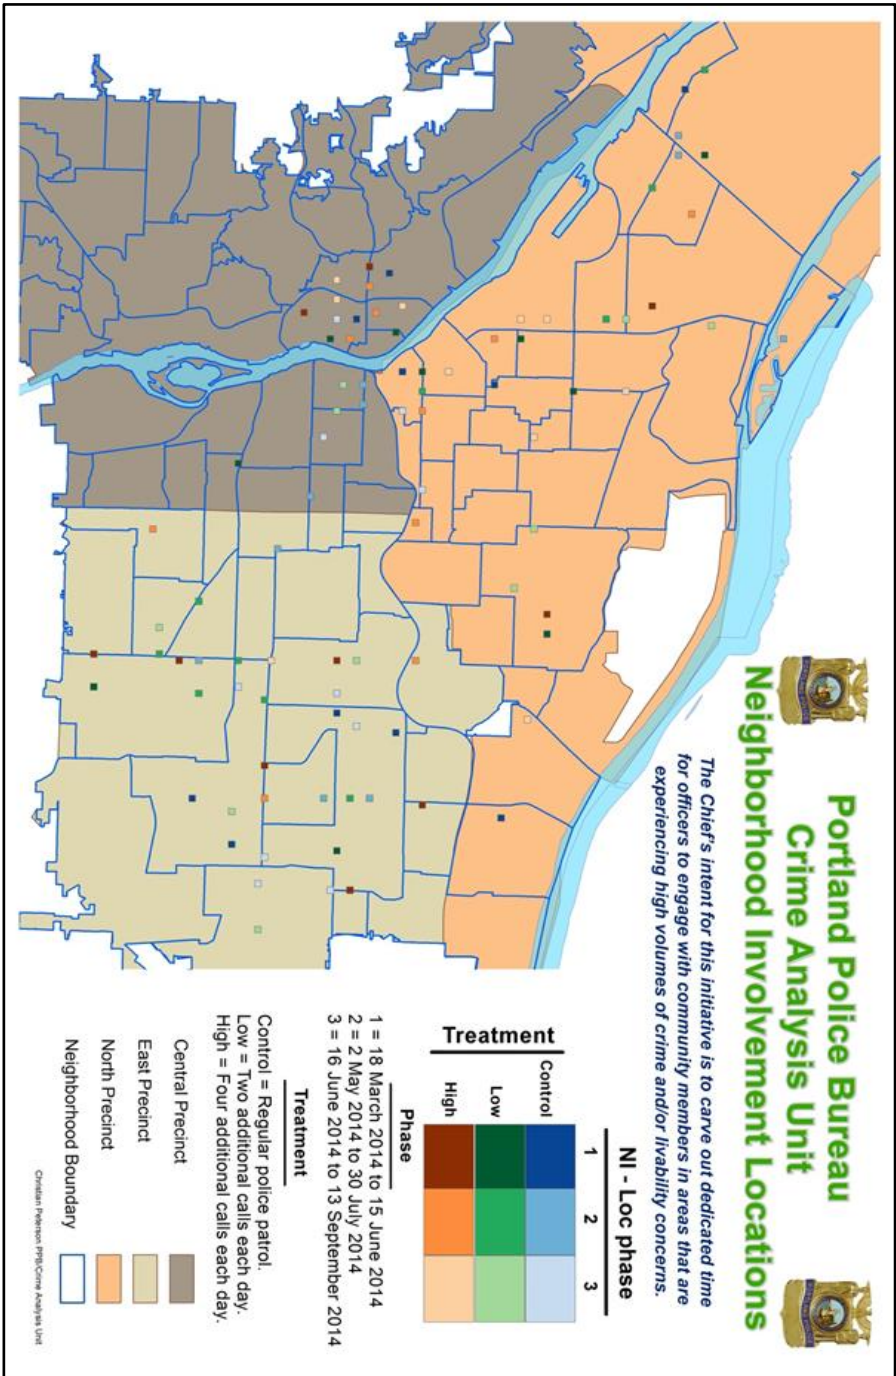 Portland Police Bureau
Crime Analysis Unit
Neighborhood Involvement Locations
The Chief's intent for this initiative is to carve out dedicated time
for officers to engage with community members in areas that are
experiencing high volumes of crime and/or livability concerns.
NI - Loc phase
1 2 3
Treatment
Control
Low
High
Phase
1 = 18 March 2014 to 15 June 2014
2 = 2 May 2014 to 30 July 2014
3 = 16 June 2014 to 13 September 2014
Treatment
Control = Regular police patrol.
Low = Two additional calls each day.
High = Four additional calls each day.
Central Precinct
East Precinct
North Precinct
Neighborhood Boundary
Christian Peterson PPB/Crime Analysis Unit